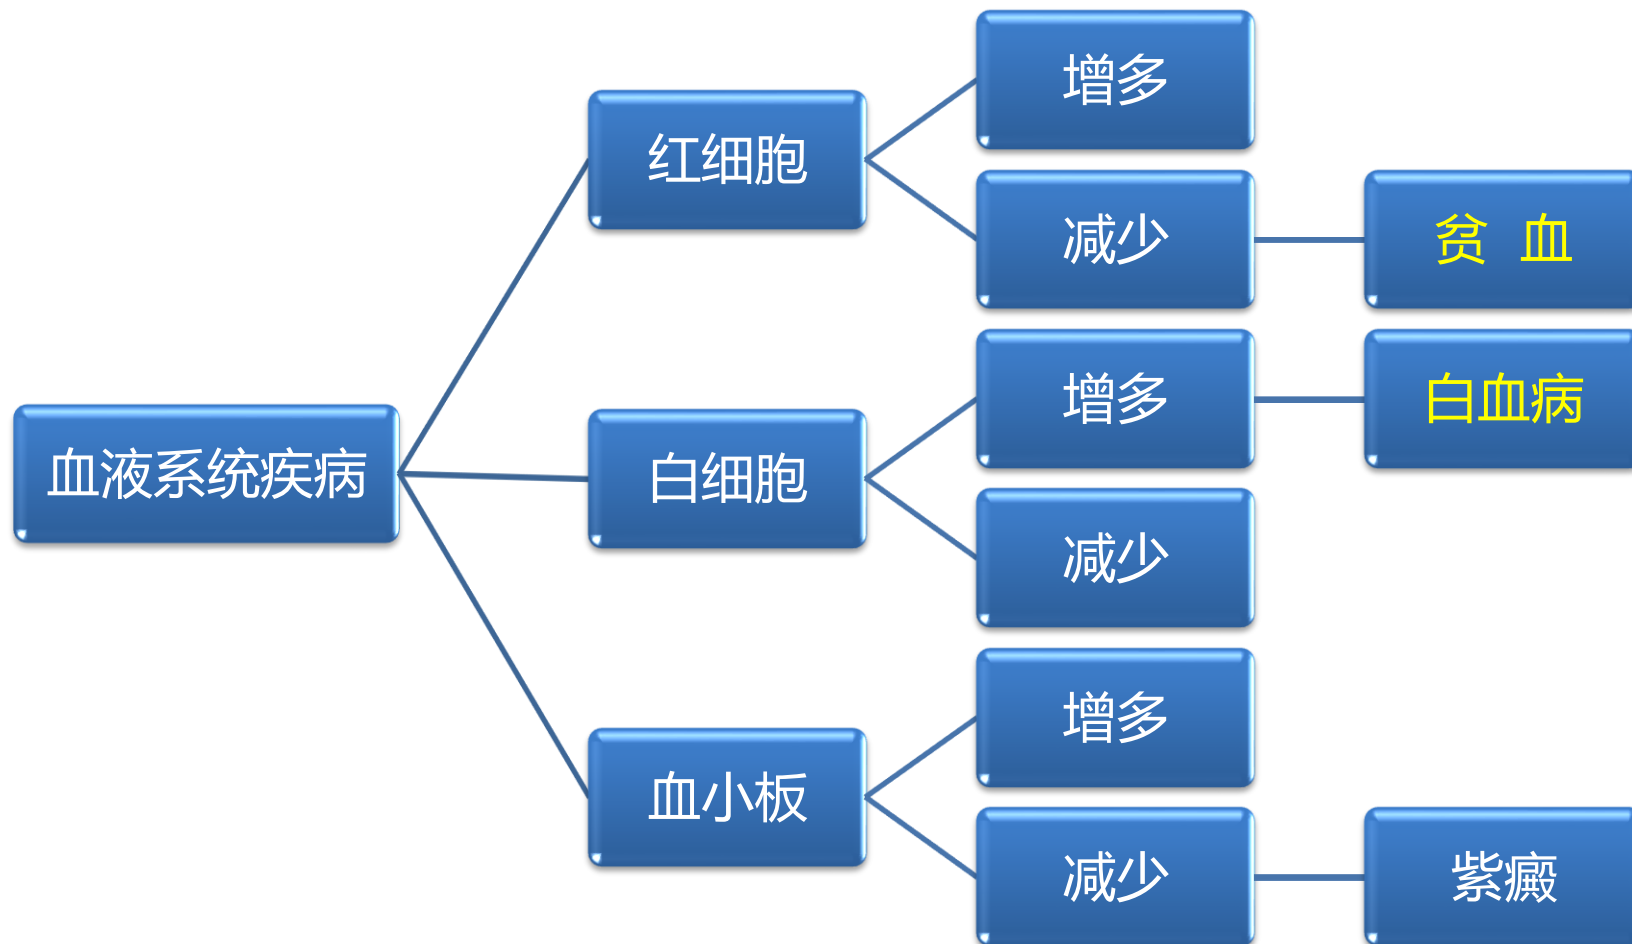 血液系统疾病
红细胞
增多
减少
贫 血
白细胞
增多
白血病
减少
血小板
增多
减少
紫癜